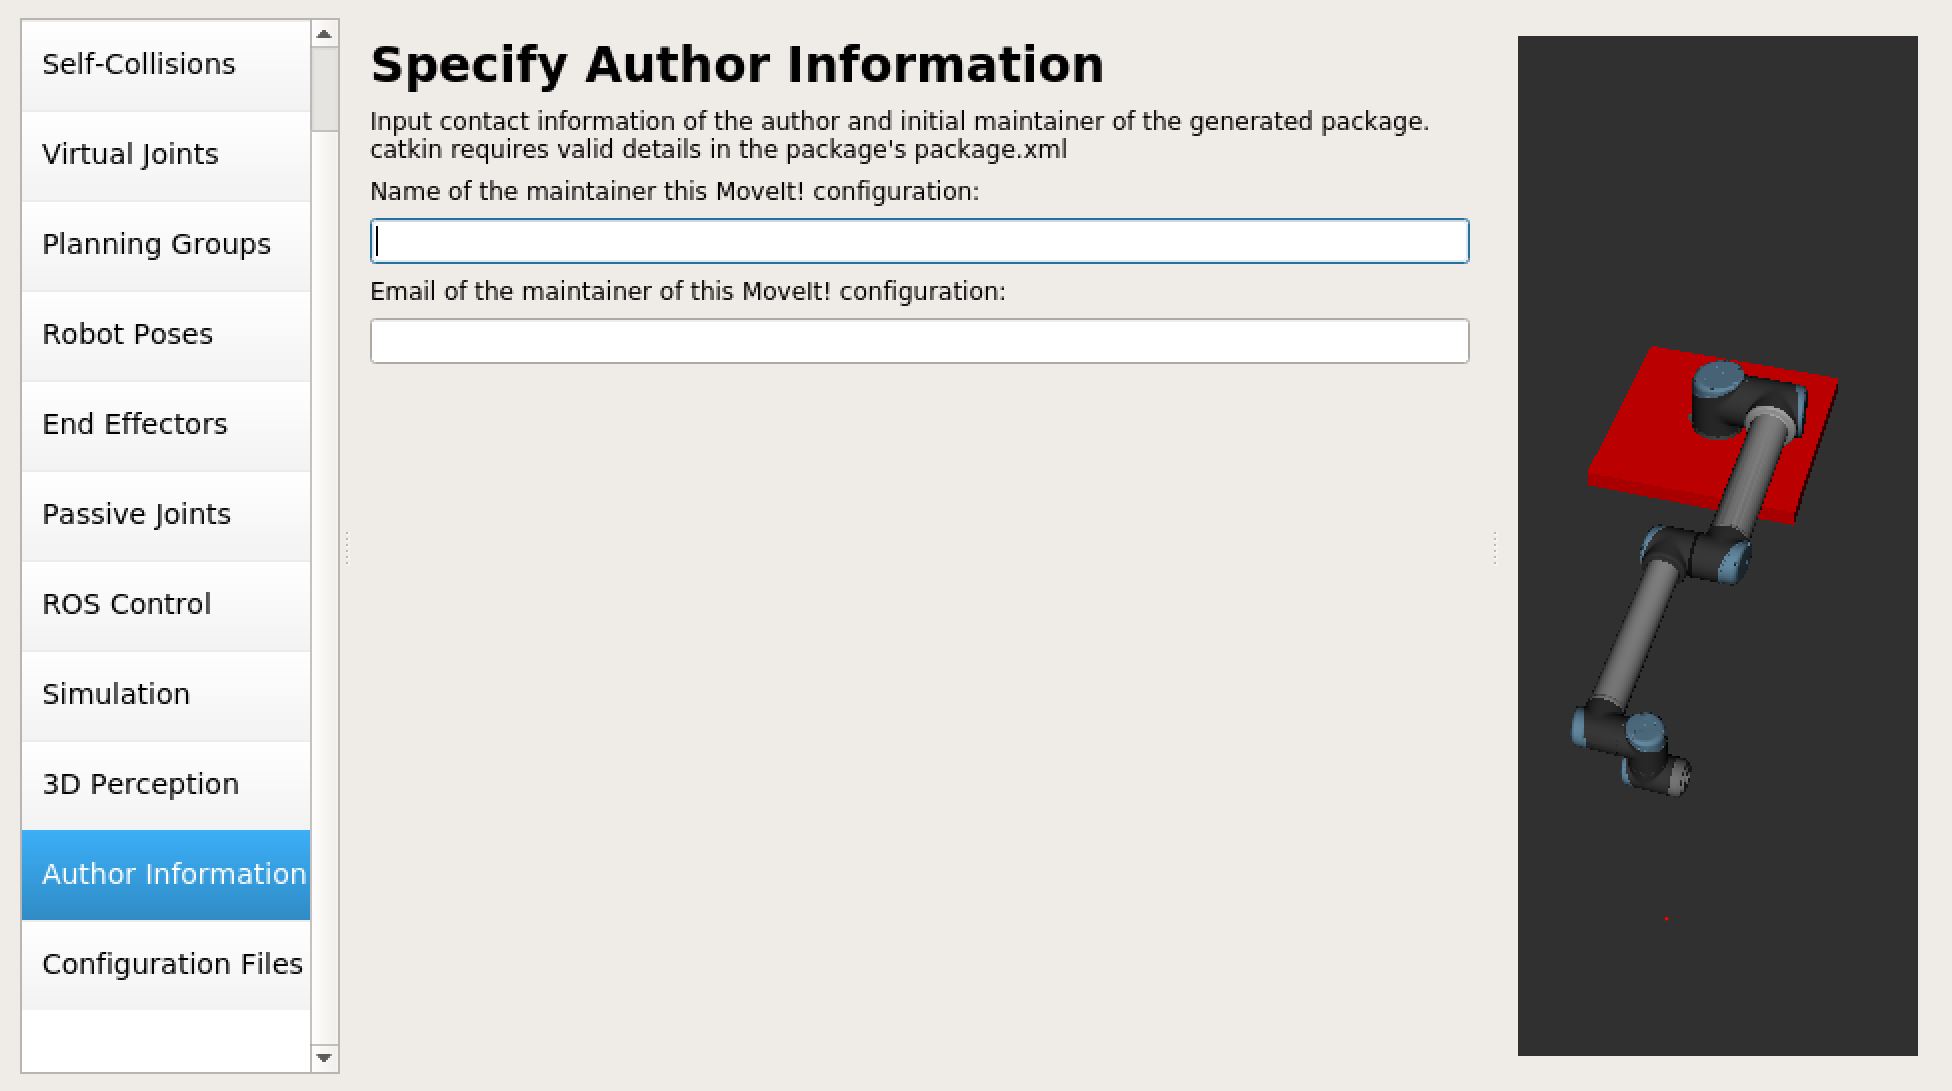 Self-Collisions
Virtual Joints
Planning Groups
Robot Poses
End Effectors
Passive Joints
ROS Control
Simulation
3D Perception
Author Information
Configuration Files
Specify Author Information
Input contact information of the author and initial maintainer of the generated package.
catkin requires valid details in the package's package.xml
Name of the maintainer this MoveIt! configuration:
Email of the maintainer of this MoveIt! configuration: